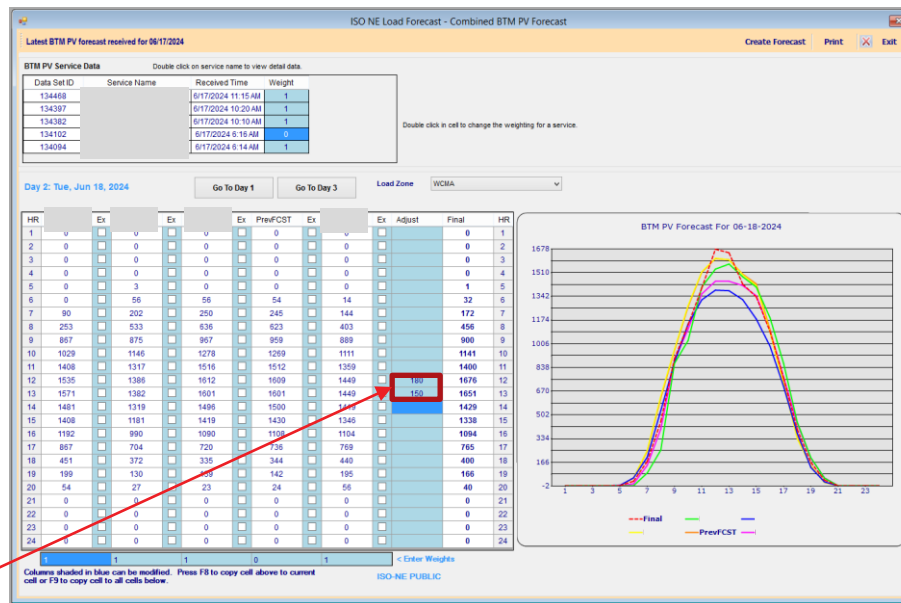 ISO NE Load Forecast - Combined BTM PV Forecast
Latest BTM PV forecast received for 06/17/2024 Create Forecast Print Exit
BTM PV Service Data Double click on service name to view detail data.
Data Set ID Service Name Received Time Weight
134468 6/17/2024 11:15 AM 1
134397 6/17/2024 10:20 AM 1
134382 6/17/2024 10:10 AM 1
134102 6/17/2024 6:16 AM 0
134094 6/17/2024 6:14 AM 1
Double click in cell to change the weighting for a service.
Day 2: Tue, Jun 18, 2024 Go To Day 1 Go To Day 3 Load Zone WCMA
HR Ex Ex Ex PrevFCST Ex Ex Adjust Final HR
1 0 0 0 0 0 0 1
2 0 0 0 0 0 0 2
3 0 0 0 0 0 0 3
4 0 0 0 0 0 0 4
5 0 3 0 0 0 1 5
6 0 56 56 54 14 32 6
7 90 202 250 245 144 172 7
8 253 533 636 623 403 456 8
9 867 875 967 959 889 900 9
10 1029 1146 1278 1269 1111 1141 10
11 1408 1317 1516 1512 1359 1400 11
12 1535 1386 1612 1609 1449 180 1676 12
13 1571 1382 1601 1601 1449 150 1651 13
14 1481 1319 1496 1500 1429 14
15 1408 1181 1419 1430 1346 1338 15
16 1192 990 1090 1108 1104 1094 16
17 867 704 720 736 769 765 17
18 451 372 335 344 440 400 18
19 199 130 142 195 166 19
20 54 27 23 24 56 40 20
21 0 0 0 0 0 0 21
22 0 0 0 0 0 0 22
23 0 0 0 0 0 0 23
24 0 0 0 0 0 0 24
1 1 1 0 1 < Enter Weights
Columns shaded in blue can be modified. Press F8 to copy cell above to current
cell or F9 to copy cell to all cells below.
ISO-NE PUBLIC
BTM PV Forecast For 06-18-2024
1678
1510
1342
1174
1006
838
670
502
334
166
-2
1 3 5 7 9 11 13 15 17 19 21 23
Final
PrevFCST